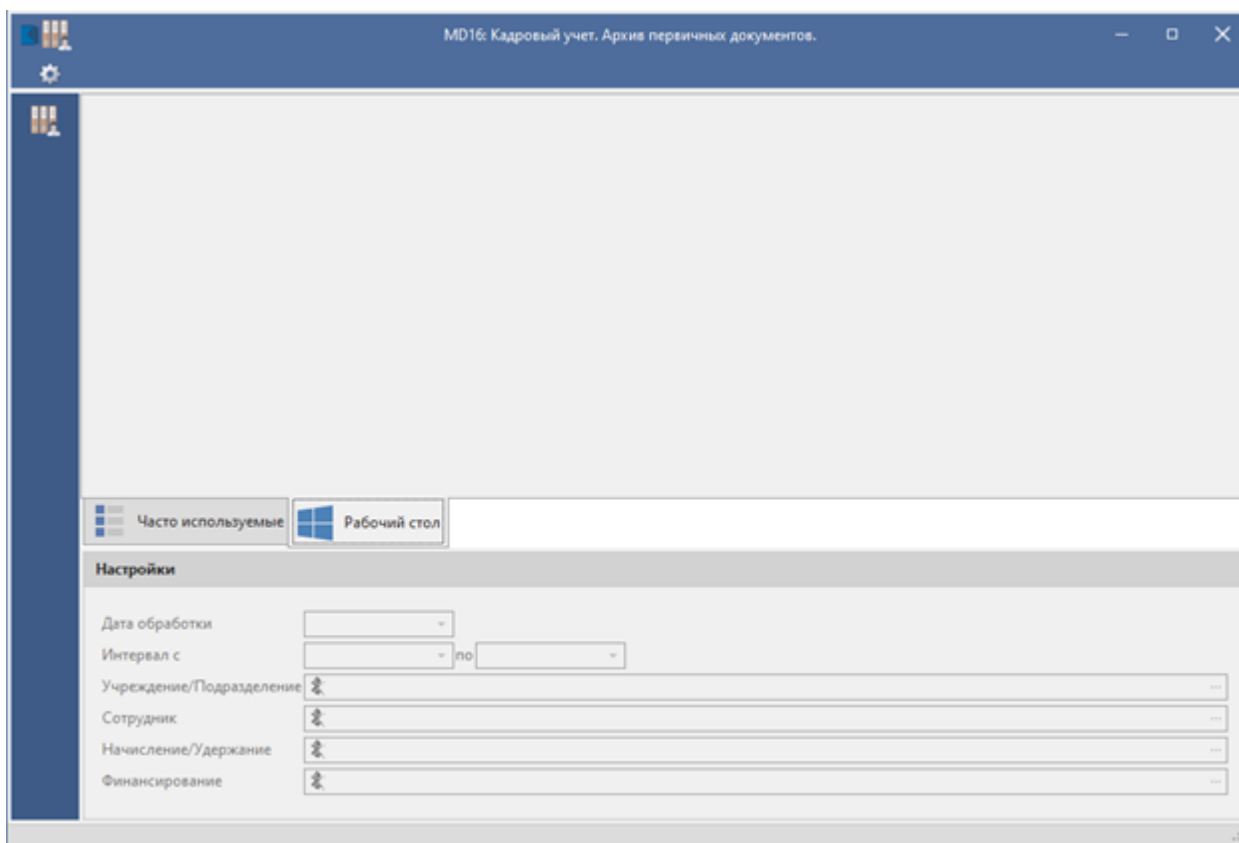 MD16: Кадровый учет. Архив первичных документов.
Часто используемые Рабочий стол
Настройки
Дата обработки
Интервал с по
Учреждение/Подразделение
Сотрудник
Начисление/Удержание
Финансирование